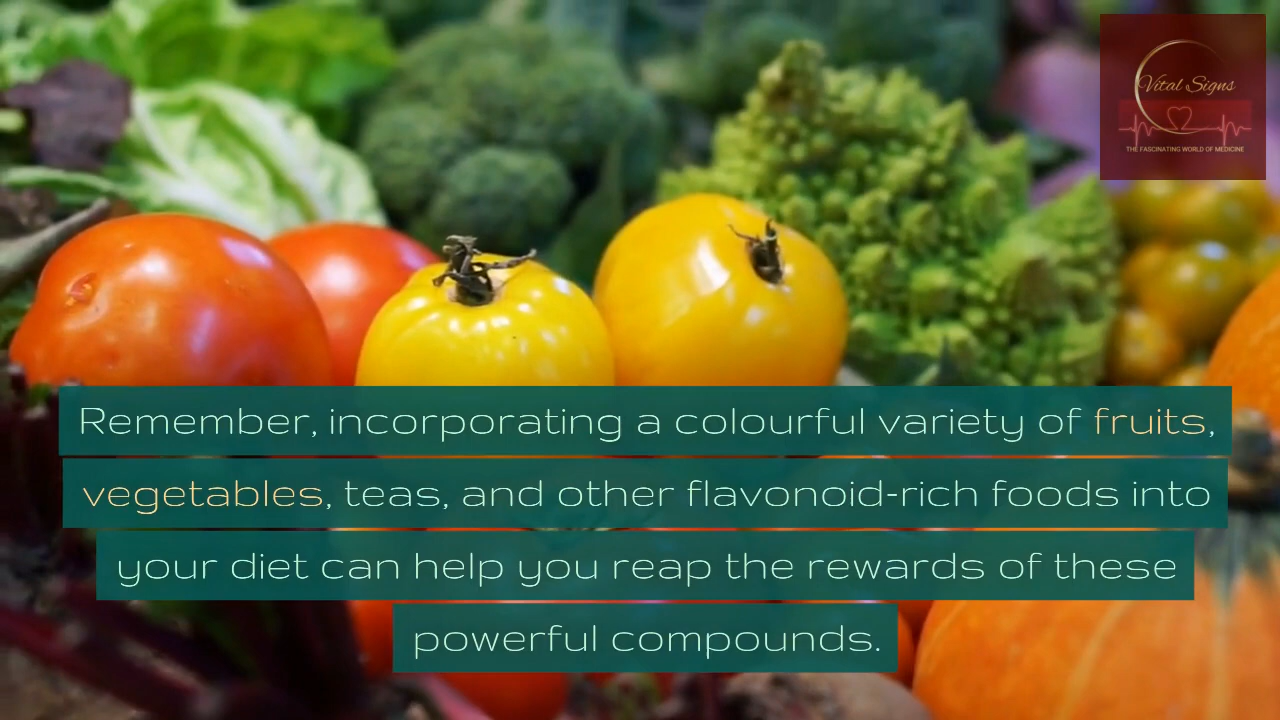 Vital Signs
THE FASCINATING WORLD OF MEDICINE
Remember, incorporating a colourful variety of fruits,
vegetables, teas, and other flavonoid-rich foods into
your diet can help you reap the rewards of these
powerful compounds.